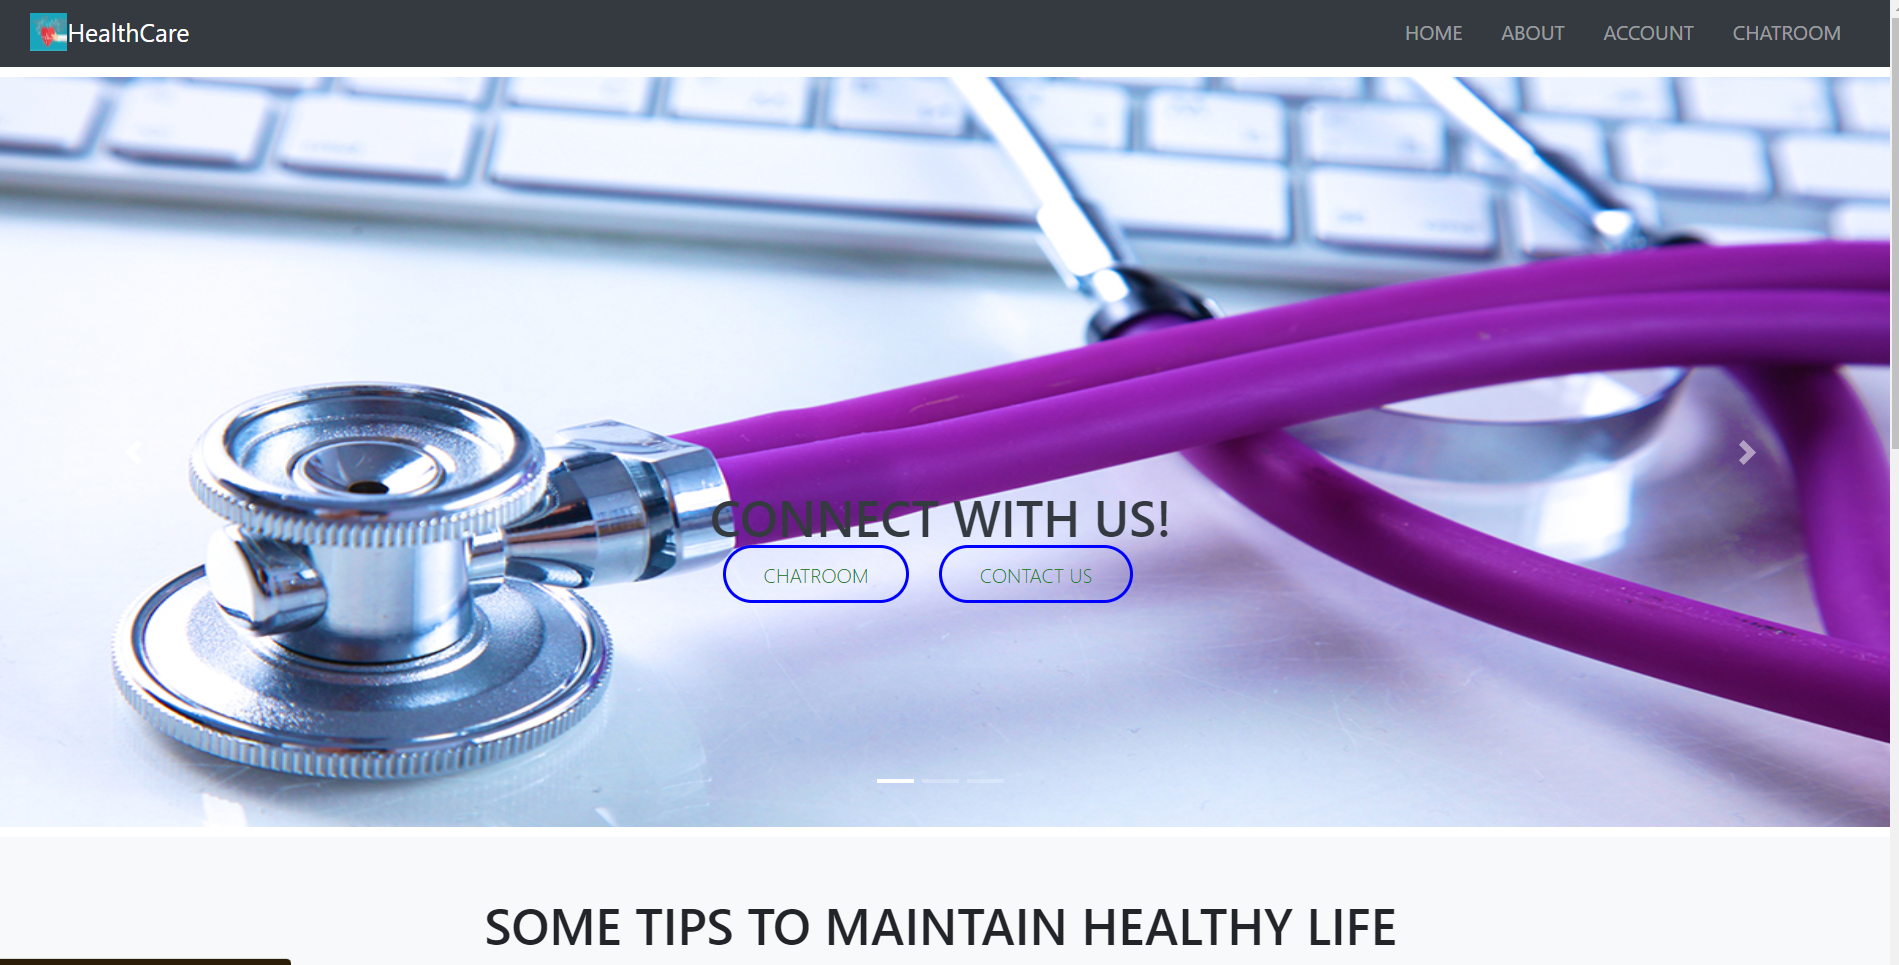 HealthCare
HOME ABOUT ACCOUNT CHATROOM
CONNECT WITH US!
CHATROOM CONTACT US
SOME TIPS TO MAINTAIN HEALTHY LIFE